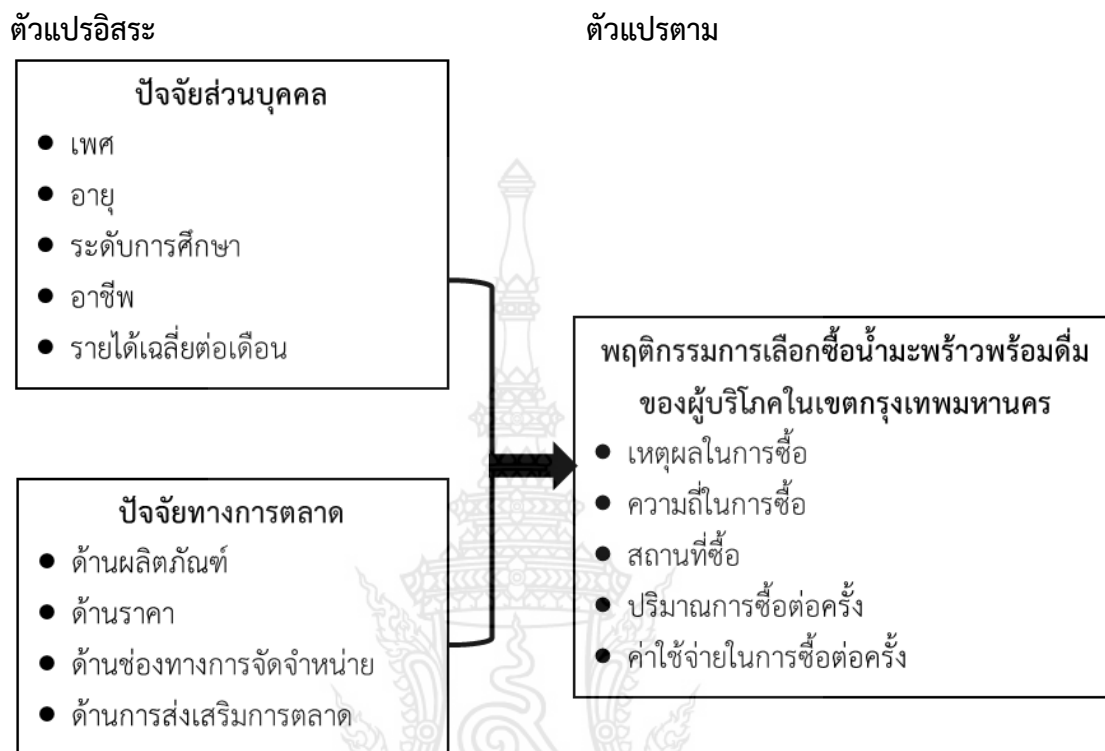 ตัวแปรอิสระ
ตัวแปรตาม
ปัจจัยส่วนบุคคล
● เพศ
● อายุ
● ระดับการศึกษา
● อาชีพ
● รายได้เฉลี่ยต่อเดือน
ปัจจัยทางการตลาด
● ด้านผลิตภัณฑ์
● ด้านราคา
● ด้านช่องทางการจัดจำหน่าย
● ด้านการส่งเสริมการตลาด
พฤติกรรมการเลือกซื้อน้ำมะพร้าวพร้อมดื่ม
ของผู้บริโภคในเขตกรุงเทพมหานคร
● เหตุผลในการซื้อ
● ความถี่ในการซื้อ
● สถานที่ซื้อ
● ปริมาณการซื้อต่อครั้ง
● ค่าใช้จ่ายในการซื้อต่อครั้ง